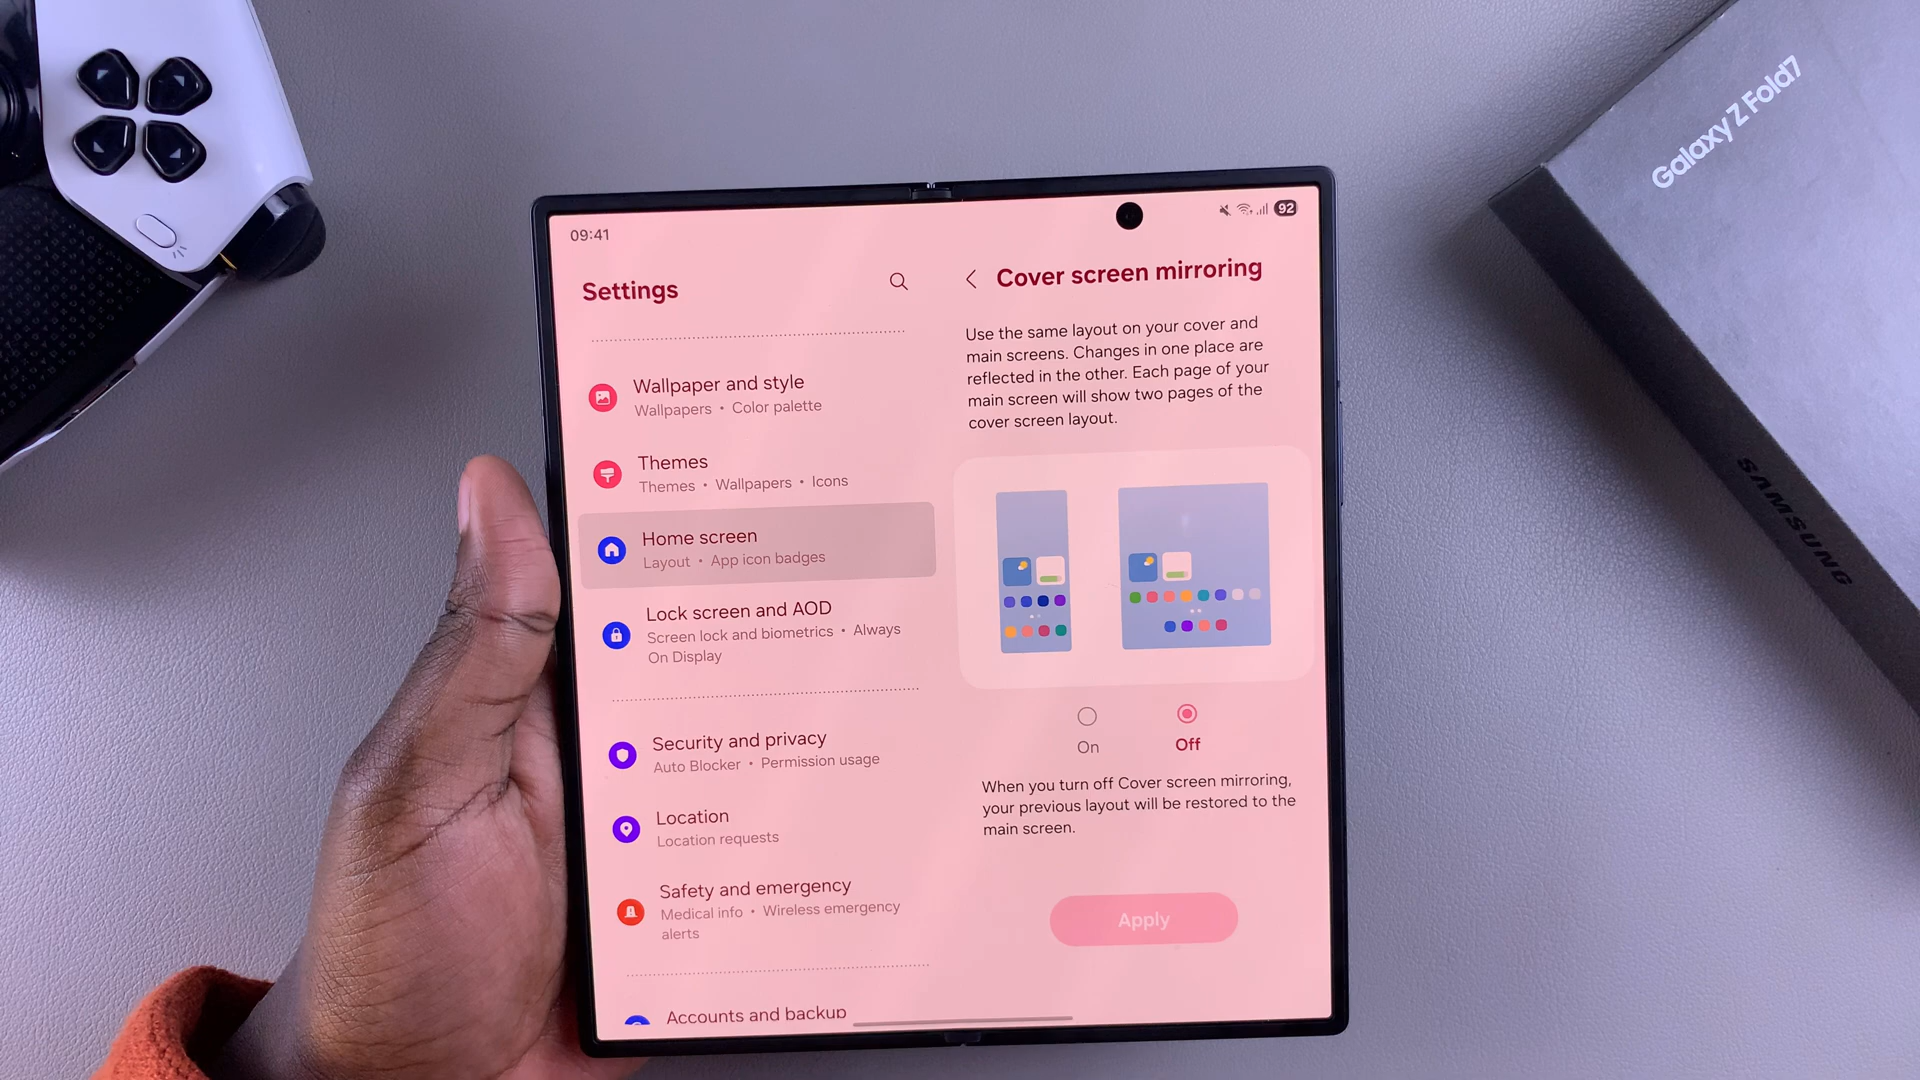 Galaxy Z Fold7
SAMSUNG
09:41
92
Settings
Wallpaper and style
Wallpapers • Color palette
Themes
Themes • Wallpapers • Icons
Home screen
Layout • App icon badges
Lock screen and AOD
Screen lock and biometrics • Always
On Display
Security and privacy
Auto Blocker • Permission usage
Location
Location requests
Safety and emergency
Medical info • Wireless emergency
alerts
Accounts and backup
Cover screen mirroring
Use the same layout on your cover and
main screens. Changes in one place are
reflected in the other. Each page of your
main screen will show two pages of the
cover screen layout.
On
Off
When you turn off Cover screen mirroring,
your previous layout will be restored to the
main screen.
Apply